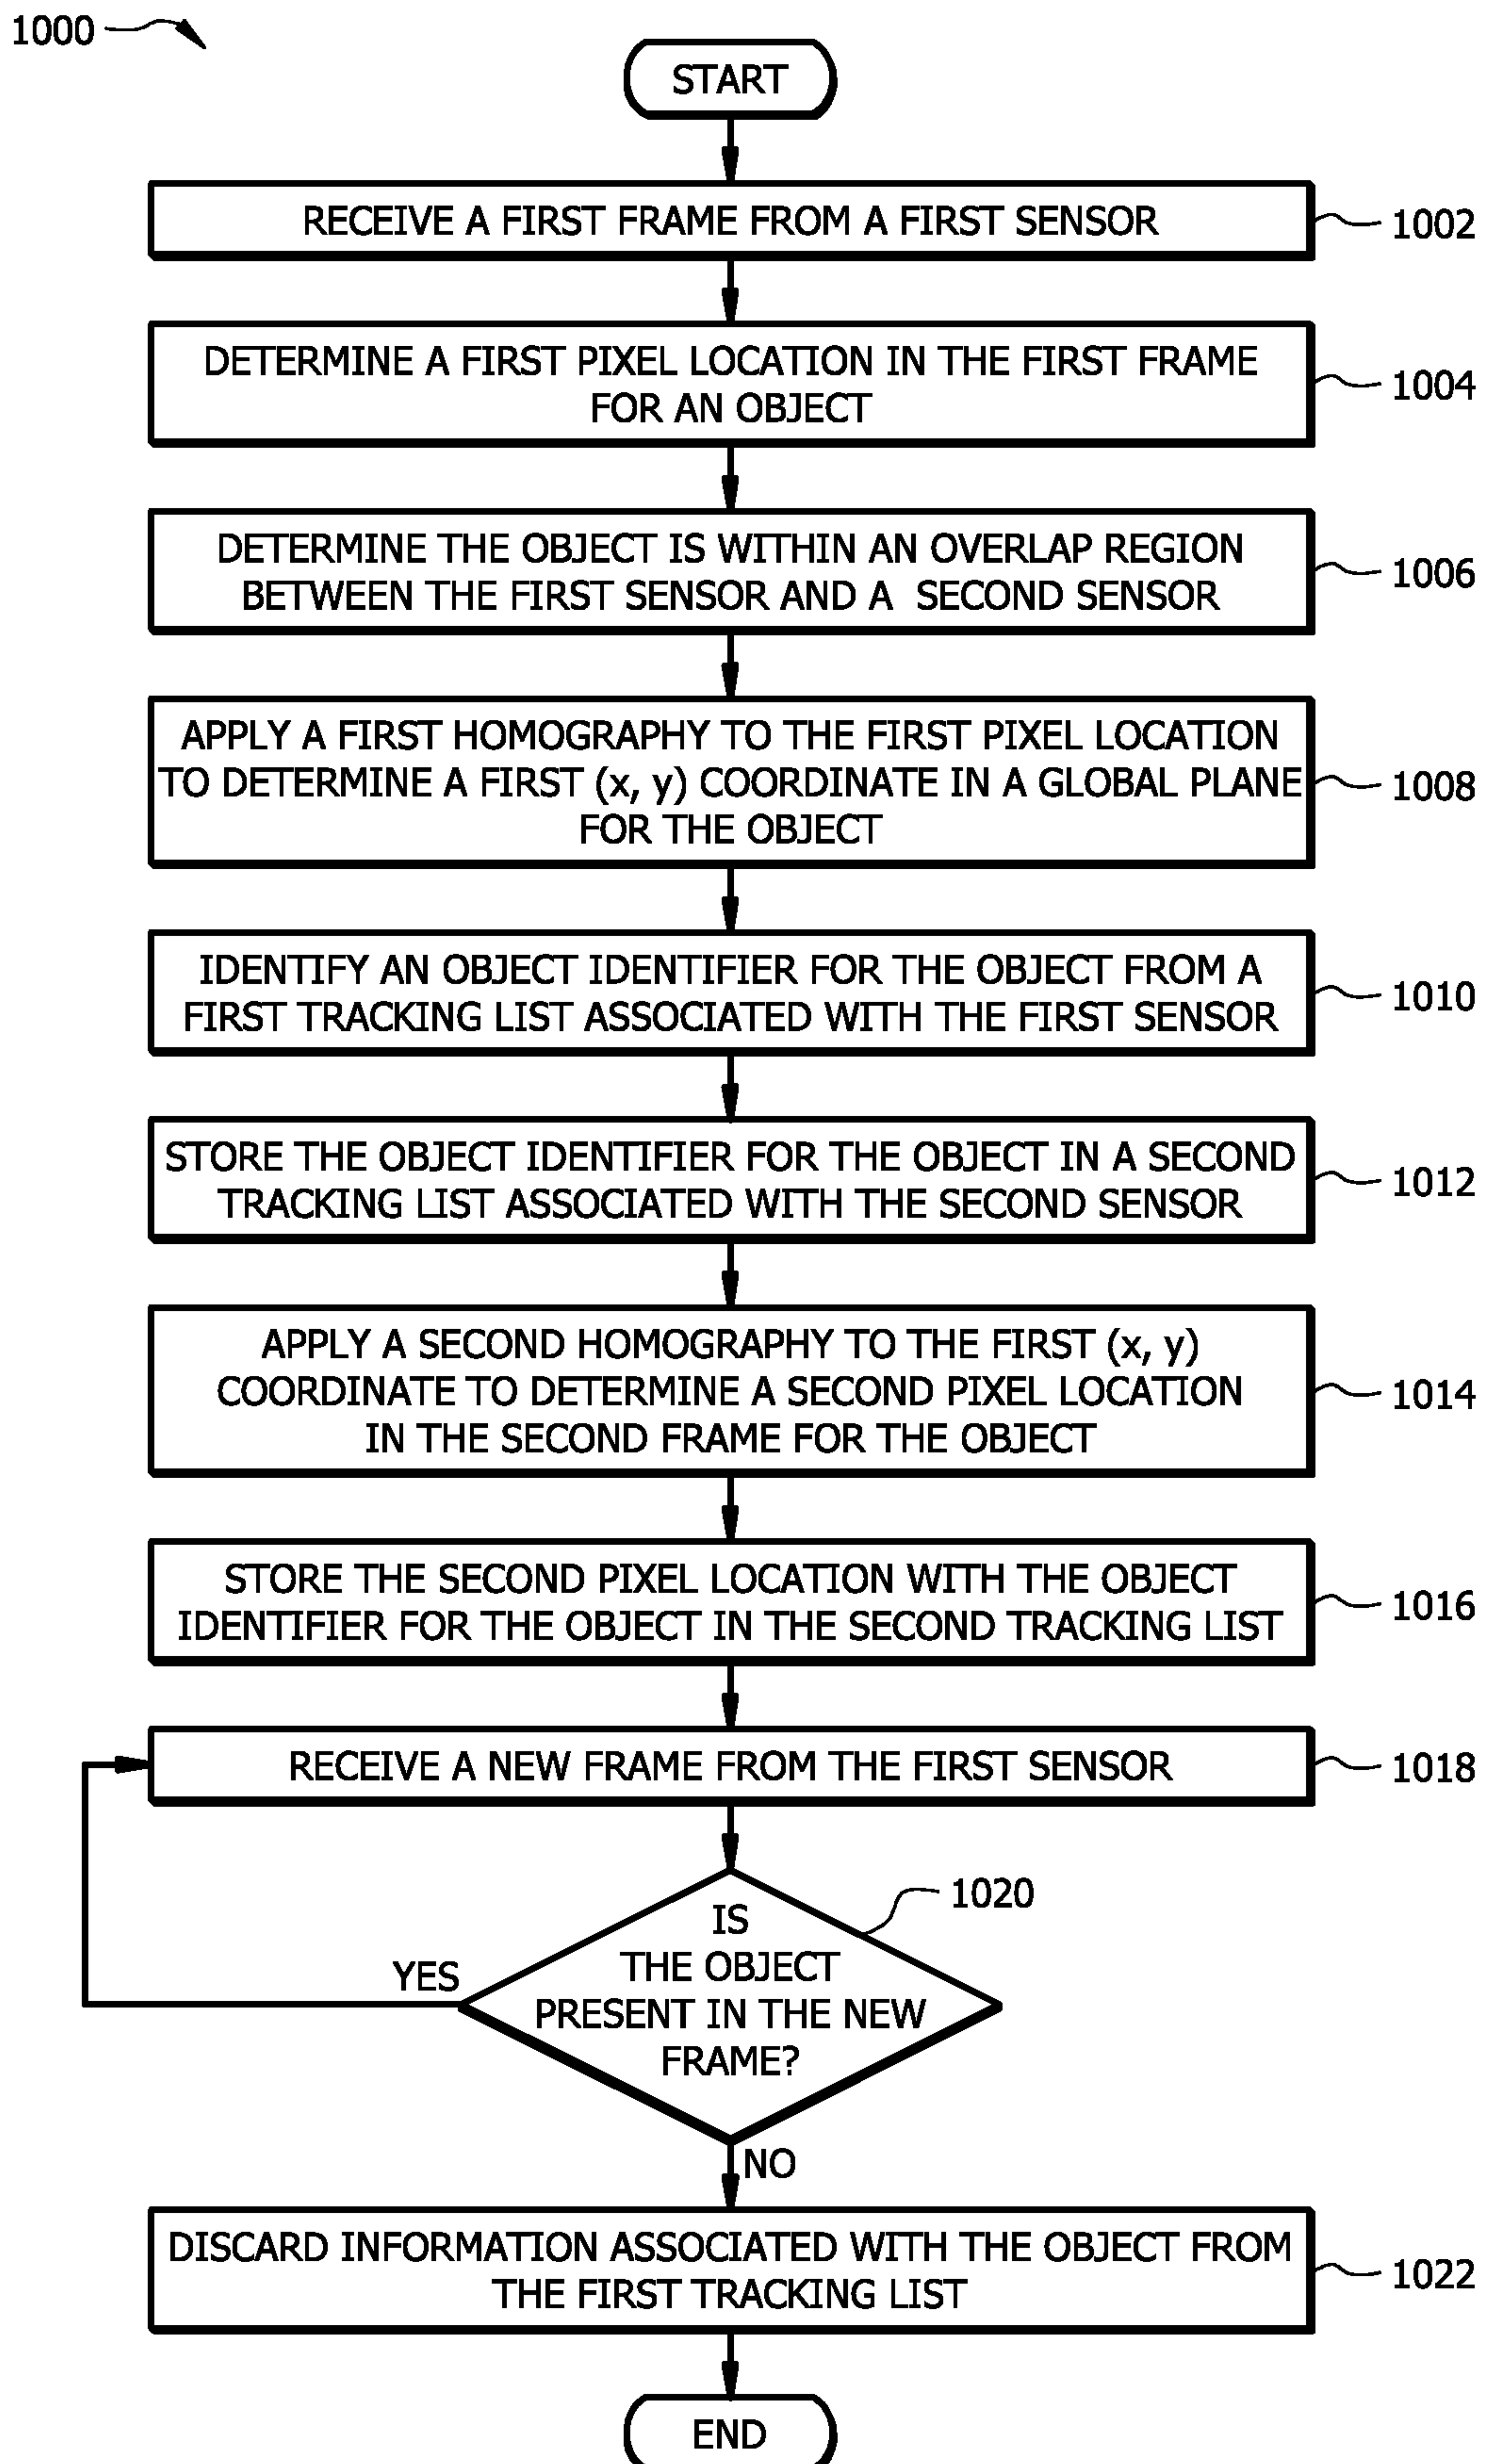 1000
START
RECEIVE A FIRST FRAME FROM A FIRST SENSOR
1002
DETERMINE A FIRST PIXEL LOCATION IN THE FIRST FRAME
FOR AN OBJECT
1004
DETERMINE THE OBJECT IS WITHIN AN OVERLAP REGION
BETWEEN THE FIRST SENSOR AND A SECOND SENSOR
1006
APPLY A FIRST HOMOGRAPHY TO THE FIRST PIXEL LOCATION
TO DETERMINE A FIRST (x, y) COORDINATE IN A GLOBAL PLANE
FOR THE OBJECT
1008
IDENTIFY AN OBJECT IDENTIFIER FOR THE OBJECT FROM A
FIRST TRACKING LIST ASSOCIATED WITH THE FIRST SENSOR
1010
STORE THE OBJECT IDENTIFIER FOR THE OBJECT IN A SECOND
TRACKING LIST ASSOCIATED WITH THE SECOND SENSOR
1012
APPLY A SECOND HOMOGRAPHY TO THE FIRST (x, y)
COORDINATE TO DETERMINE A SECOND PIXEL LOCATION
IN THE SECOND FRAME FOR THE OBJECT
1014
STORE THE SECOND PIXEL LOCATION WITH THE OBJECT
IDENTIFIER FOR THE OBJECT IN THE SECOND TRACKING LIST
1016
RECEIVE A NEW FRAME FROM THE FIRST SENSOR
1018
IS
THE OBJECT
PRESENT IN THE NEW
FRAME?
1020
YES
NO
DISCARD INFORMATION ASSOCIATED WITH THE OBJECT FROM
THE FIRST TRACKING LIST
1022
END